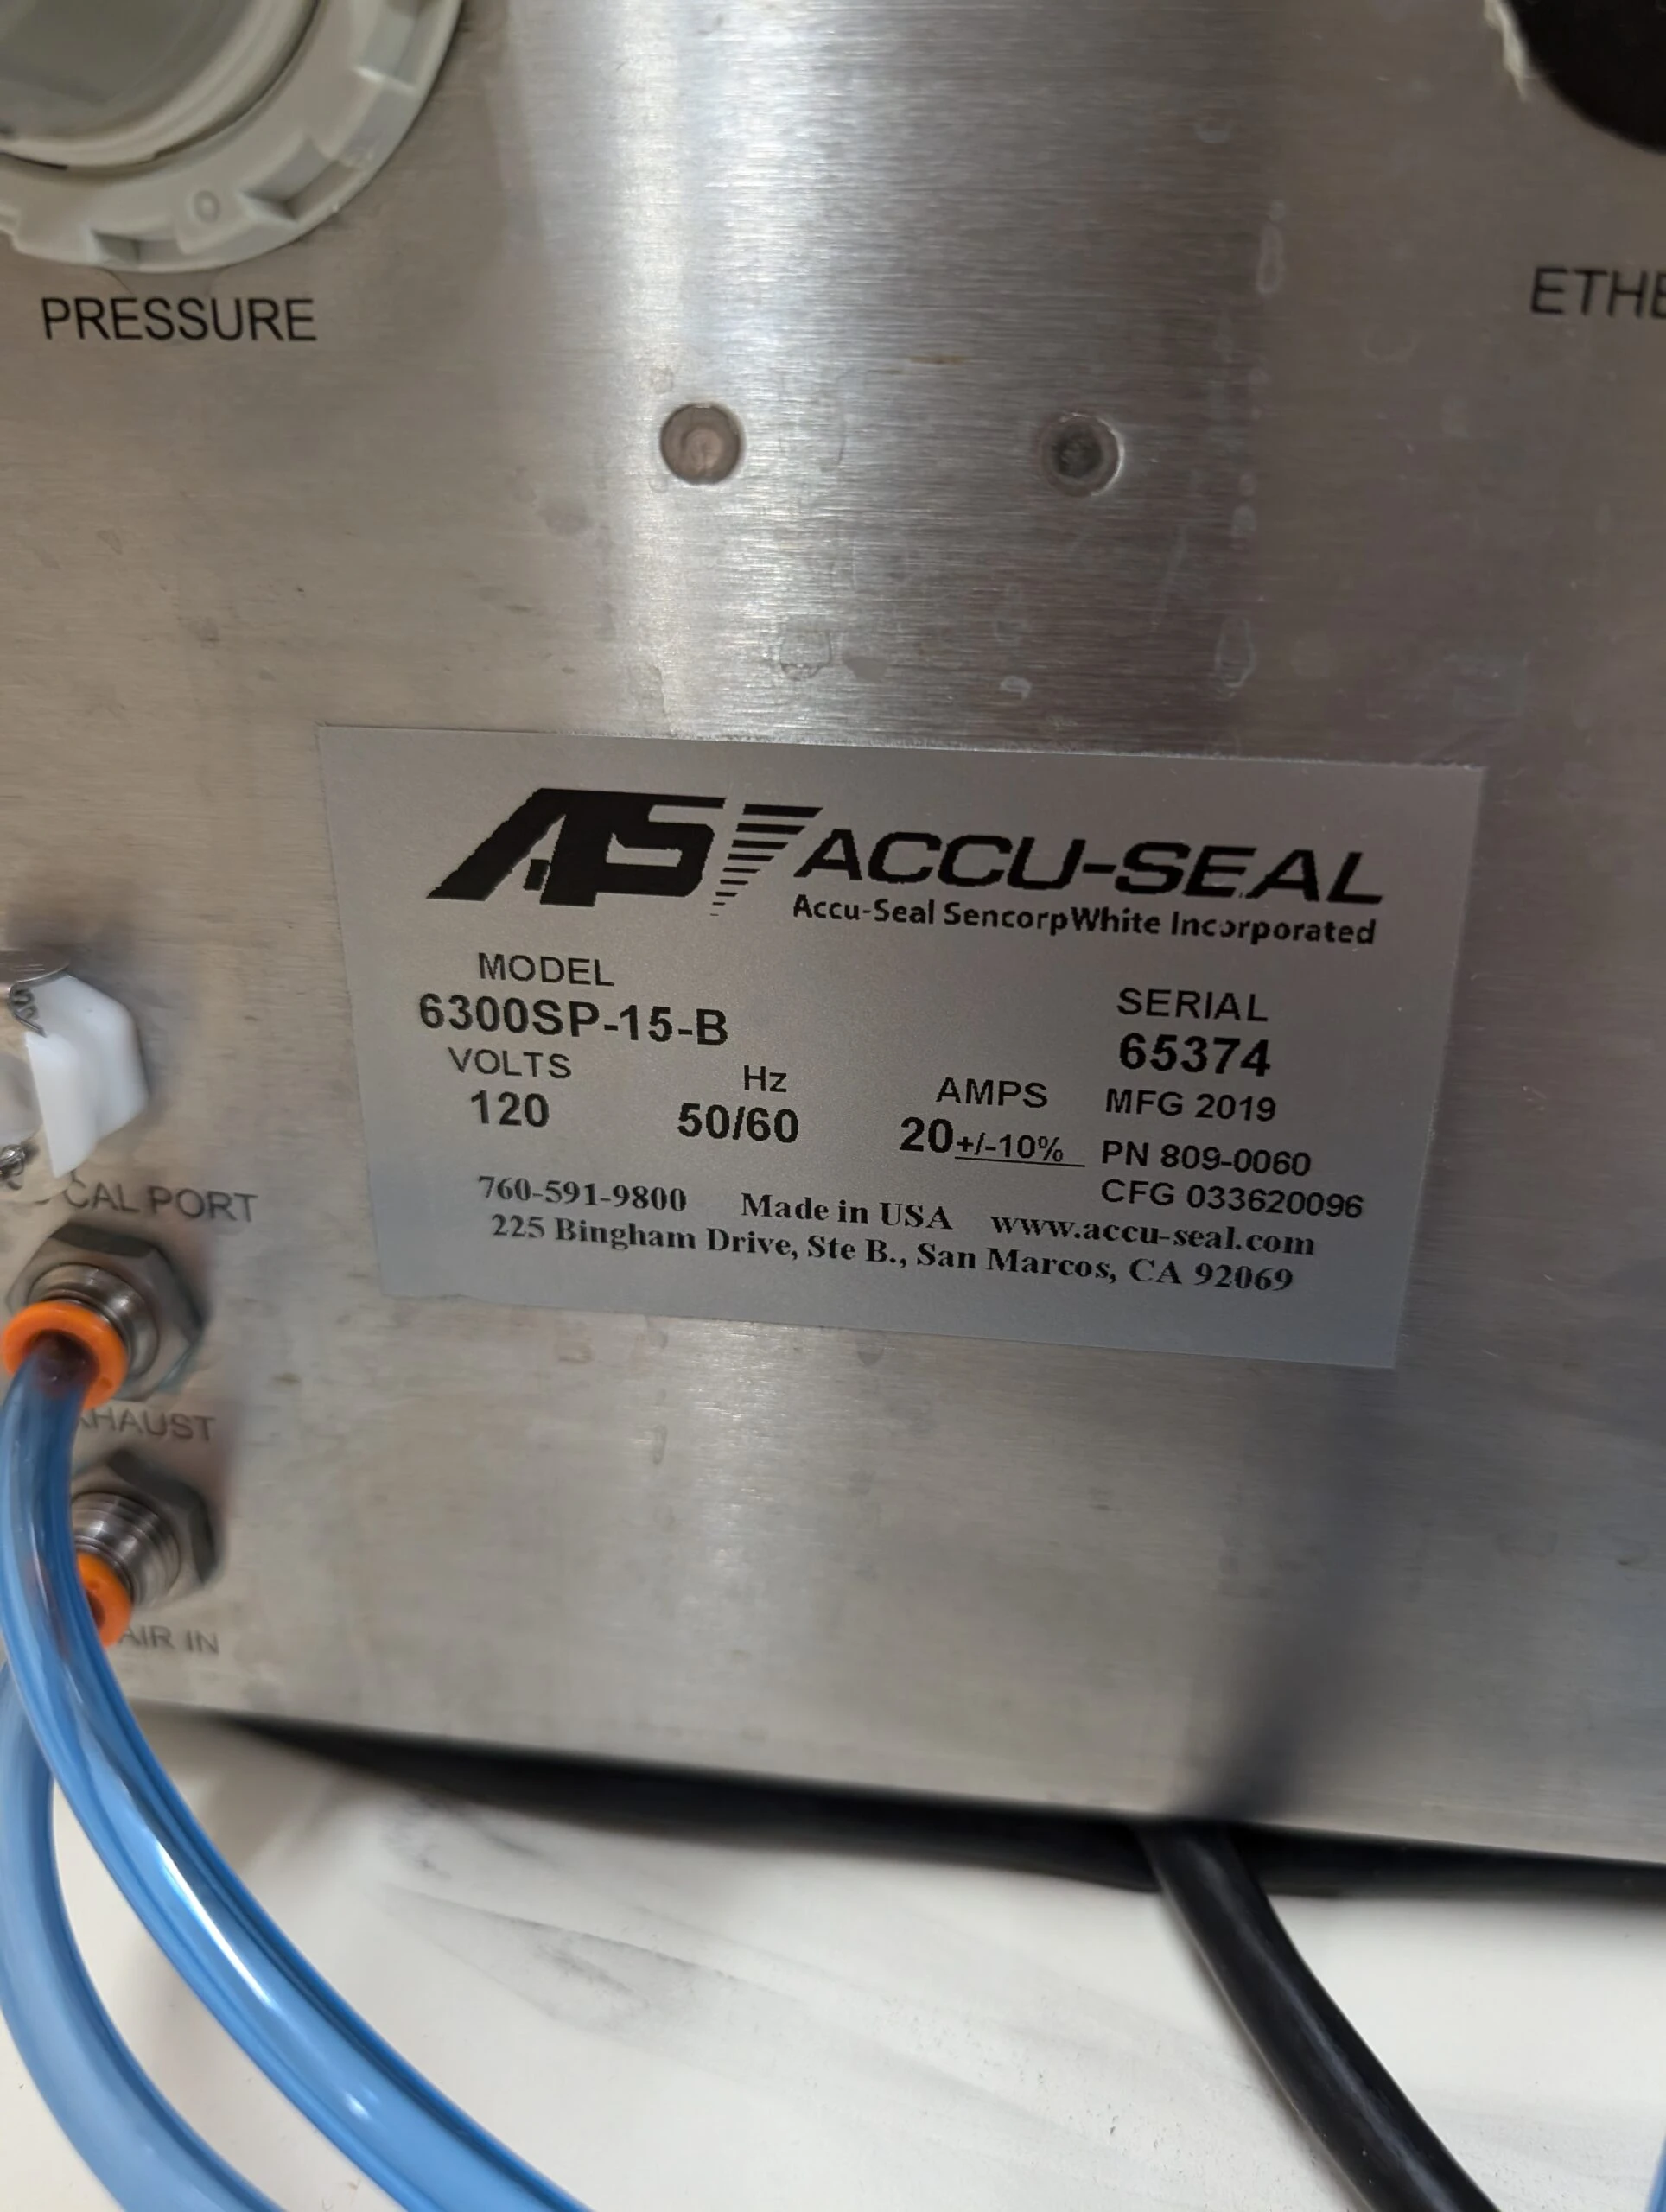 PRESSURE
ETHE
AS ACCU-SEAL
Accu-Seal SencorpWhite Incorporated
MODEL
6300SP-15-B
SERIAL
65374
VOLTS
120
Hz
50/60
AMPS
20+/-10%
MFG 2019
PN 809-0060
CFG 033620096
760-591-9800 Made in USA www.accu-seal.com
225 Bingham Drive, Ste B., San Marcos, CA 92069
CAL PORT
HAUST
AIR IN